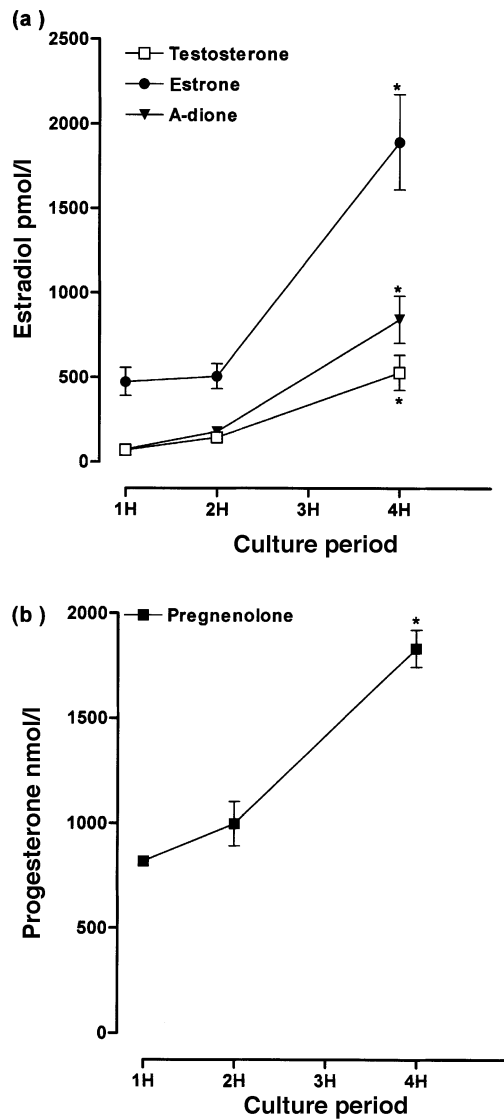 (a)
Testosterone
Estrone
A-dione
2500
2000
1500
1000
500
0
Estradiol pmol/l
*
*
*
1H 2H 3H 4H
Culture period
(b )
Pregnenolone
2000
1500
1000
500
0
Progesterone nmol/l
*
1H 2H 3H 4H
Culture period